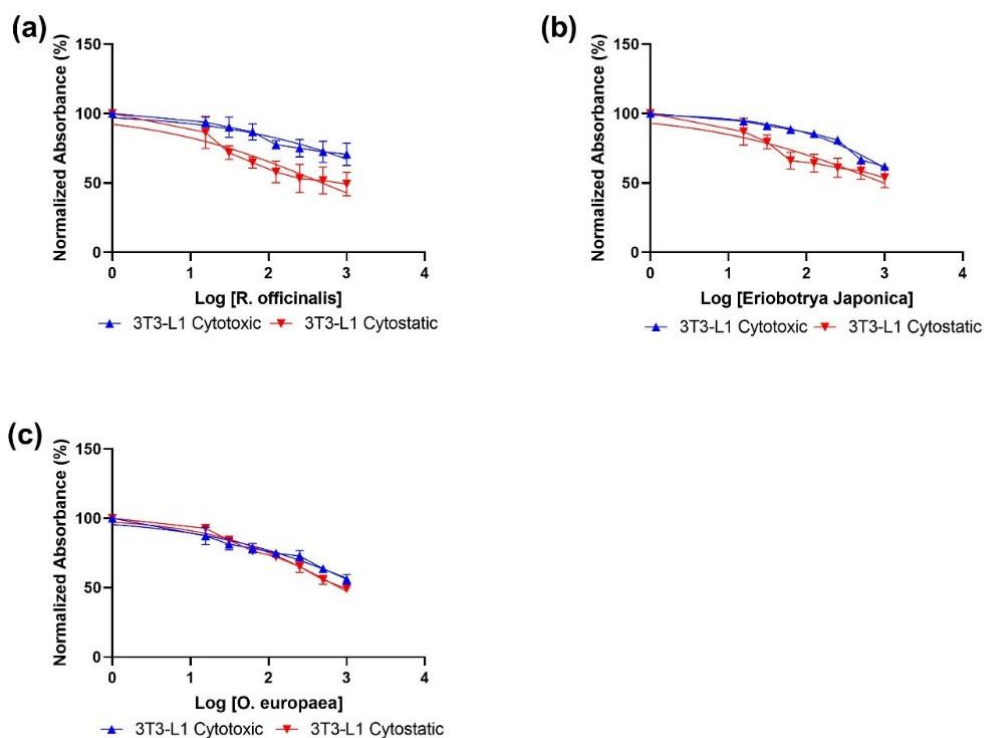 (a)
150
100
50
0
Normalized Absorbance (%)
0 1 2 3 4
Log [R. officinalis]
3T3-L1 Cytotoxic 3T3-L1 Cytostatic
(b)
150
100
50
0
Normalized Absorbance (%)
0 1 2 3 4
Log [Eriobotrya Japonica]
3T3-L1 Cytotoxic 3T3-L1 Cytostatic
(c)
150
100
50
0
Normalized Absorbance (%)
0 1 2 3 4
Log [O. europaea]
3T3-L1 Cytotoxic 3T3-L1 Cytostatic